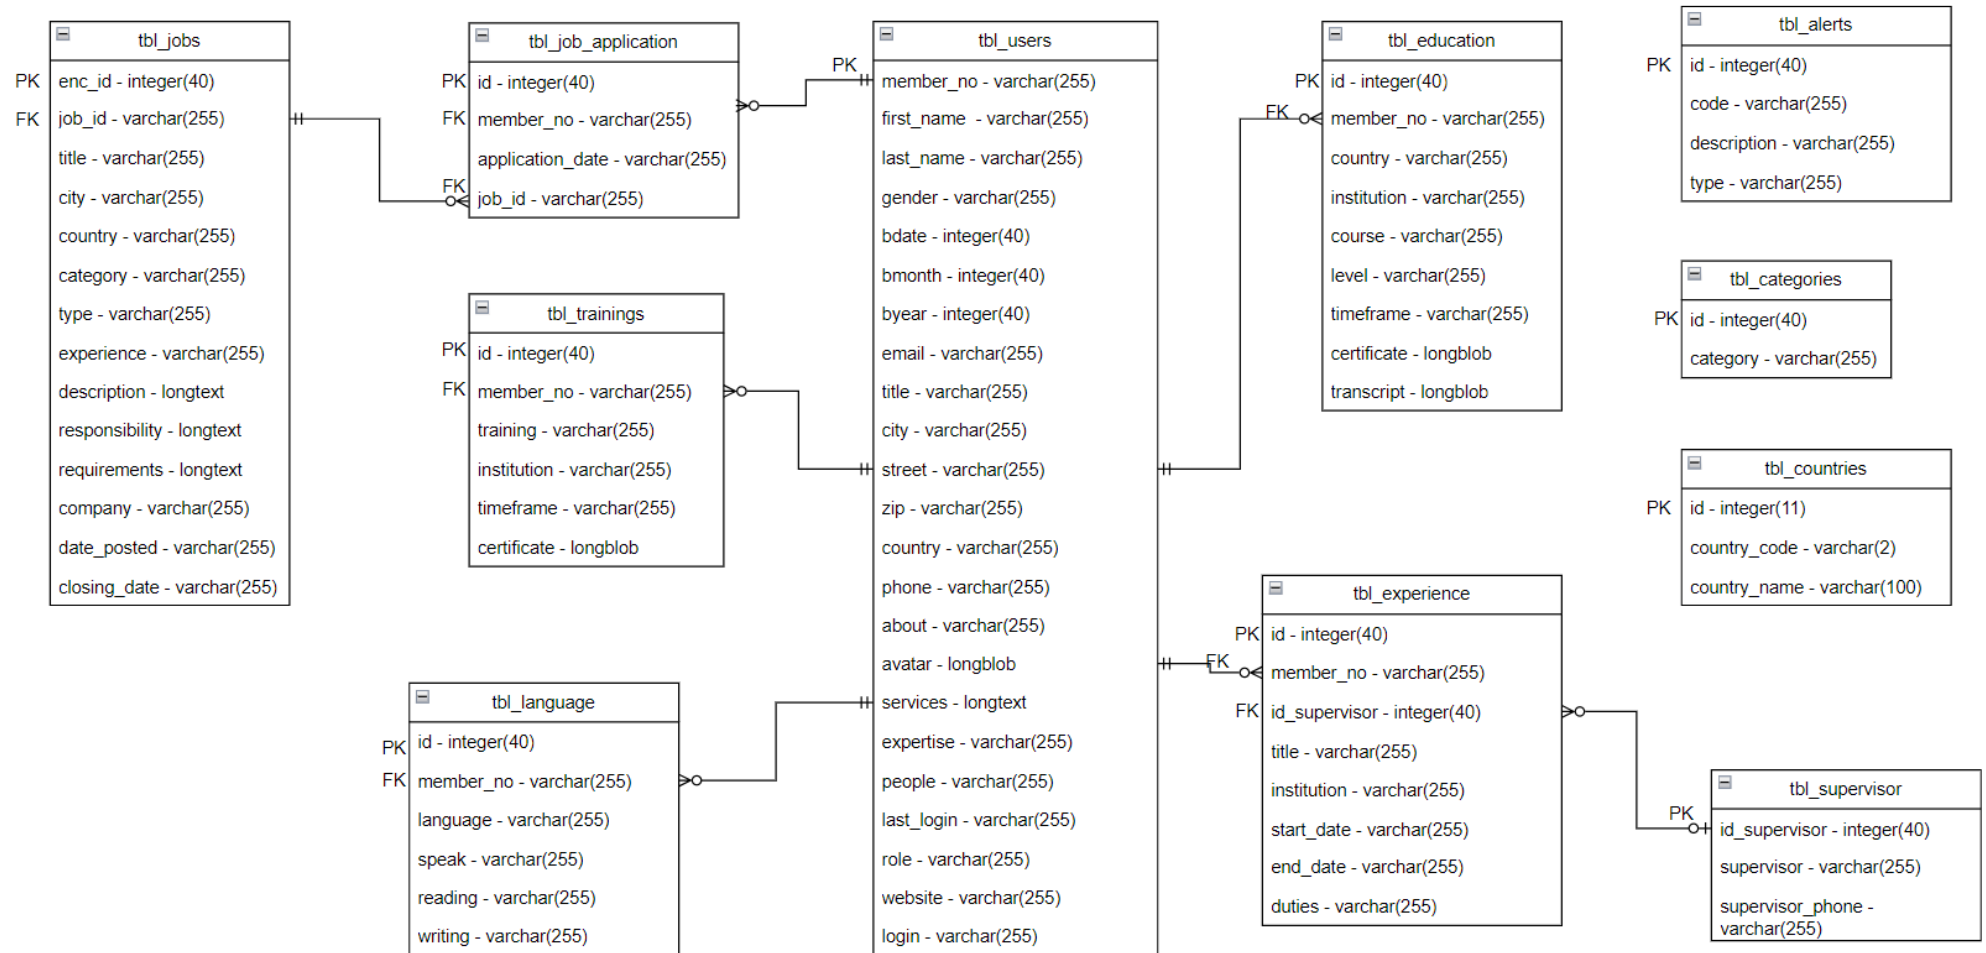 tbl_jobs
PK
enc_id - integer(40)
FK
job_id - varchar(255)
title - varchar(255)
city - varchar(255)
country - varchar(255)
category - varchar(255)
type - varchar(255)
experience - varchar(255)
description - longtext
responsibility - longtext
requirements - longtext
company - varchar(255)
date_posted - varchar(255)
closing_date - varchar(255)
tbl_job_application
PK
id - integer(40)
FK
member_no - varchar(255)
application_date - varchar(255)
FK
job_id - varchar(255)
tbl_trainings
PK
id - integer(40)
FK
member_no - varchar(255)
training - varchar(255)
institution - varchar(255)
timeframe - varchar(255)
certificate - longblob
tbl_language
PK
id - integer(40)
FK
member_no - varchar(255)
language - varchar(255)
speak - varchar(255)
reading - varchar(255)
writing - varchar(255)
tbl_users
PK
member_no - varchar(255)
first_name - varchar(255)
last_name - varchar(255)
gender - varchar(255)
bdate - integer(40)
bmonth - integer(40)
byear - integer(40)
email - varchar(255)
title - varchar(255)
city - varchar(255)
street - varchar(255)
zip - varchar(255)
country - varchar(255)
phone - varchar(255)
about - varchar(255)
avatar - longblob
services - longtext
expertise - varchar(255)
people - varchar(255)
last_login - varchar(255)
role - varchar(255)
website - varchar(255)
login - varchar(255)
tbl_education
PK
id - integer(40)
FK
member_no - varchar(255)
country - varchar(255)
institution - varchar(255)
course - varchar(255)
level - varchar(255)
timeframe - varchar(255)
certificate - longblob
transcript - longblob
tbl_experience
PK
id - integer(40)
FK
member_no - varchar(255)
FK
id_supervisor - integer(40)
title - varchar(255)
institution - varchar(255)
start_date - varchar(255)
end_date - varchar(255)
duties - varchar(255)
tbl_alerts
PK
id - integer(40)
code - varchar(255)
description - varchar(255)
type - varchar(255)
tbl_categories
PK
id - integer(40)
category - varchar(255)
tbl_countries
PK
id - integer(11)
country_code - varchar(2)
country_name - varchar(100)
tbl_supervisor
PK
id_supervisor - integer(40)
supervisor - varchar(255)
supervisor_phone -
varchar(255)